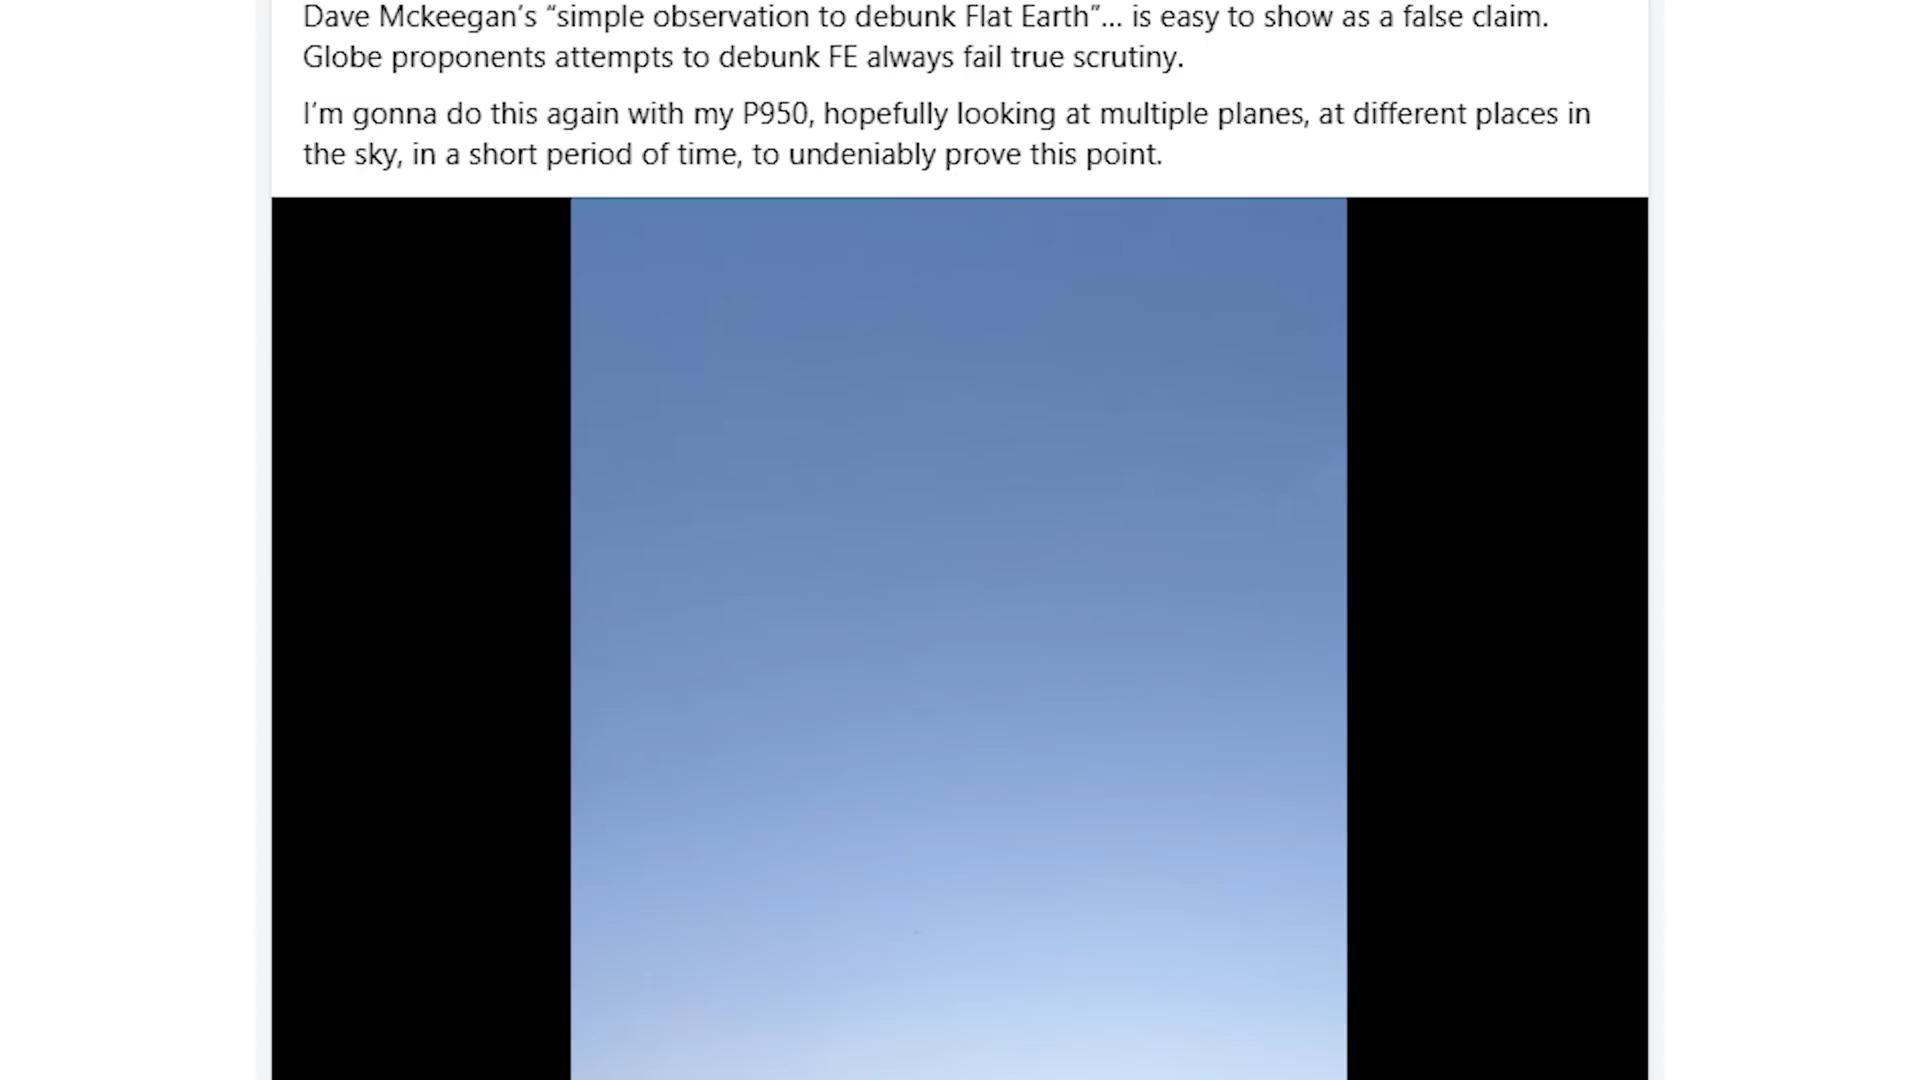 Dave Mckeegan’s “simple observation to debunk Flat Earth”... is easy to show as a false claim.
Globe proponents attempts to debunk FE always fail true scrutiny.
I’m gonna do this again with my P950, hopefully looking at multiple planes, at different places in
the sky, in a short period of time, to undeniably prove this point.